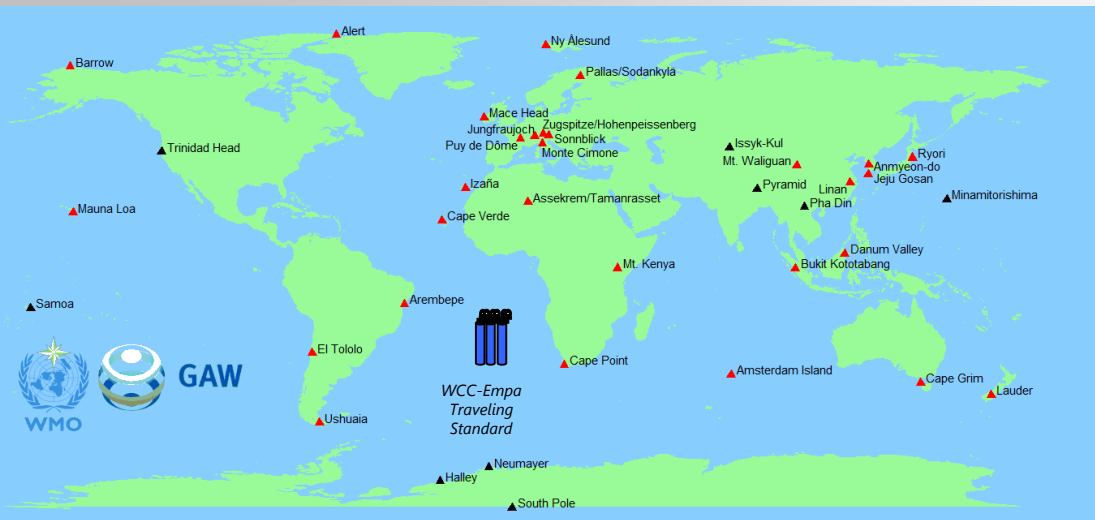 Alert
Ny Ålesund
Barrow
Pallas/Sodankyla
Mace Head
Zugspitze/Hohenpeissenberg
Jungfraujoch
Sonnblick
Puy de Dôme
Monte Cimone
Trinidad Head
Issyk-Kul
Ryori
Mt. Waliguan
Anmyeon-do
Jeju Gosan
Izaña
Pyramid
Linan
Assekrem/Tamanrasset
Minamitorishima
Pha Din
Mauna Loa
Cape Verde
Danum Valley
Mt. Kenya
Bukit Kototabang
Samoa
Arembepe
El Tololo
Cape Point
Amsterdam Island
Cape Grim
Lauder
GAW
WMO
WCC-Empa
Traveling
Standard
Ushuaia
Neumayer
Halley
South Pole